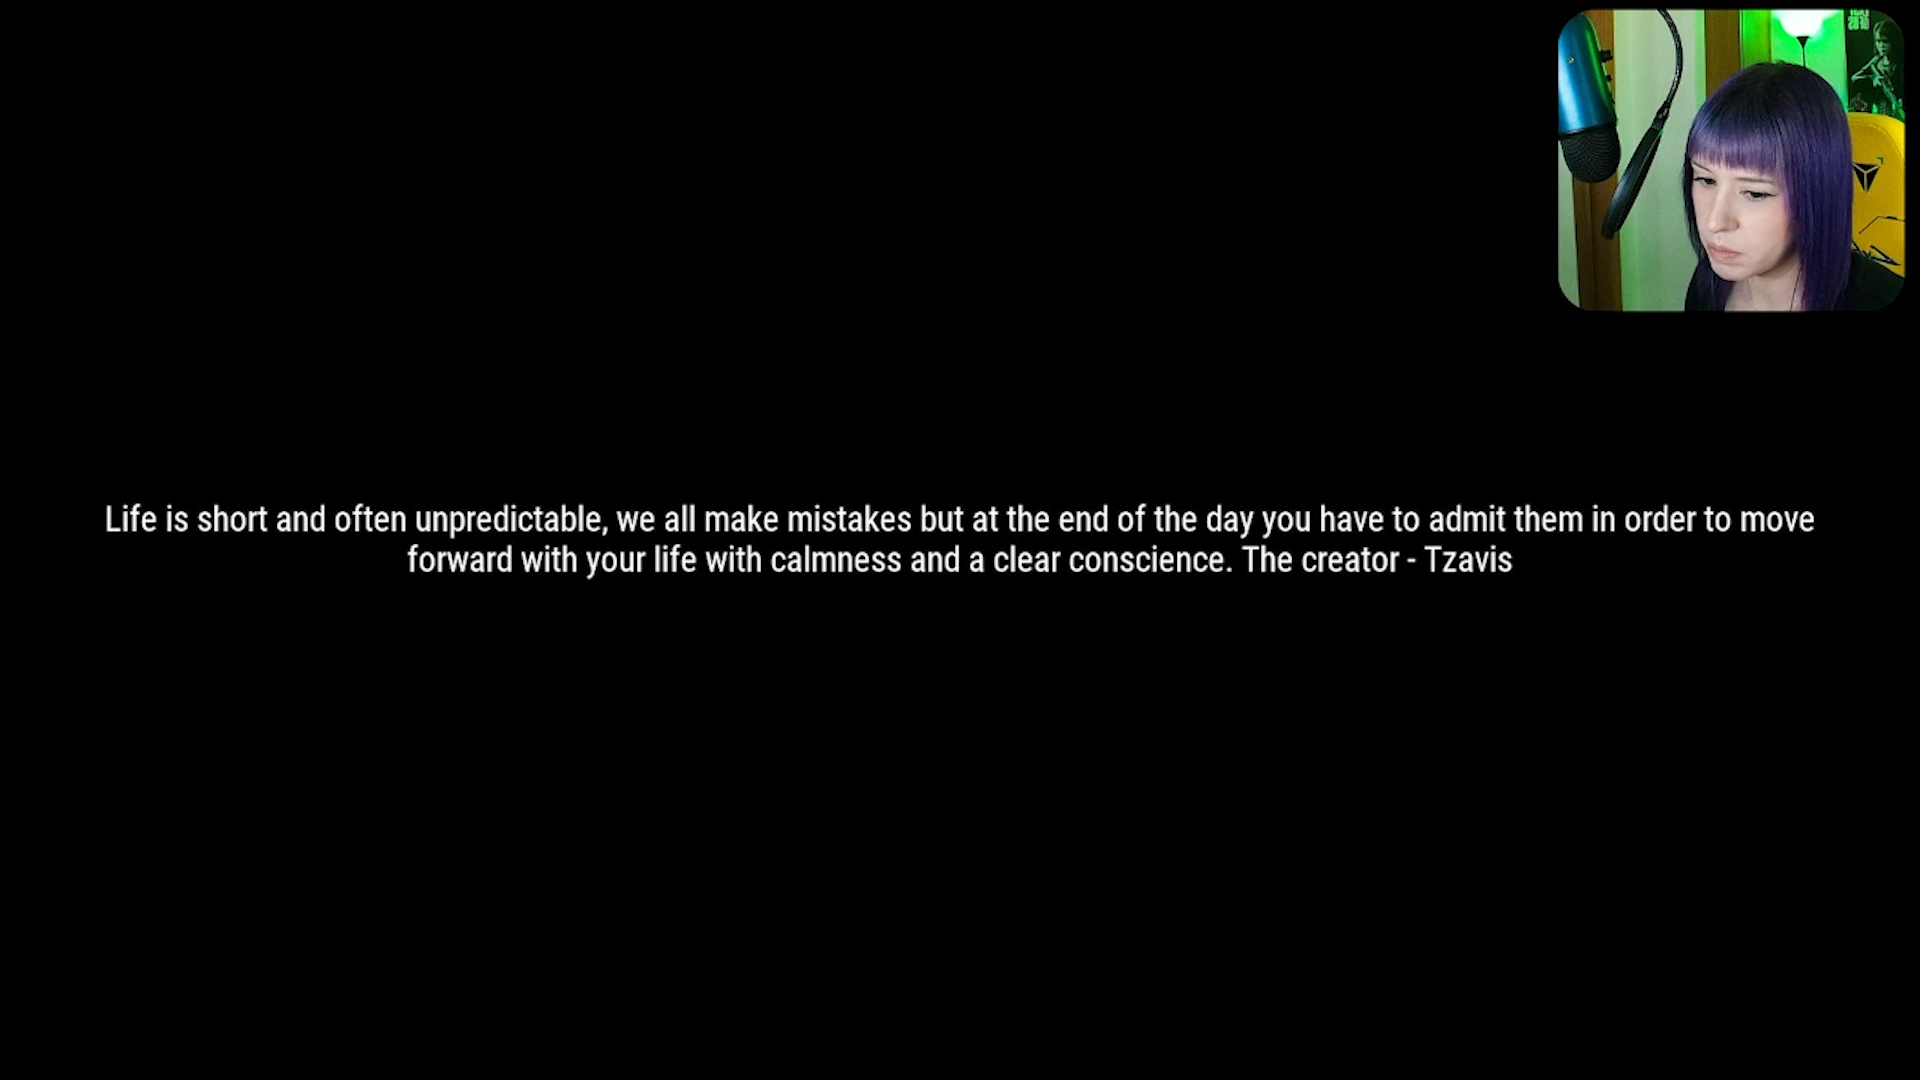 Life is short and often unpredictable, we all make mistakes but at the end of the day you have to admit them in order to move
forward with your life with calmness and a clear conscience. The creator - Tzavis